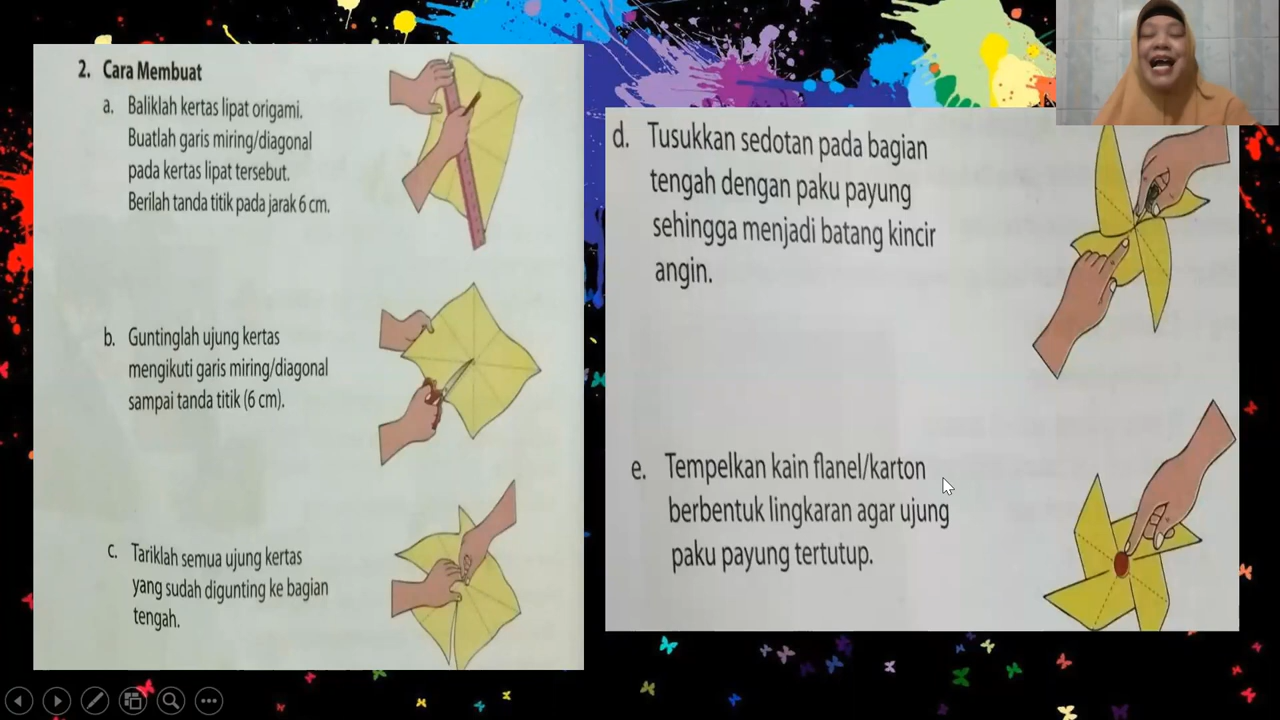 2. Cara Membuat
a. Baliklah kertas lipat origami.
Buatlah garis miring/diagonal
pada kertas lipat tersebut.
Berilah tanda titik pada jarak 6 cm.
b. Guntinglah ujung kertas
mengikuti garis miring/diagonal
sampai tanda titik (6 cm).
c. Tariklah semua ujung kertas
yang sudah digunting ke bagian
tengah.
d. Tusukkan sedotan pada bagian
tengah dengan paku payung
sehingga menjadi batang kincir
angin.
e. Tempelkan kain flanel/karton
berbentuk lingkaran agar ujung
paku payung tertutup.